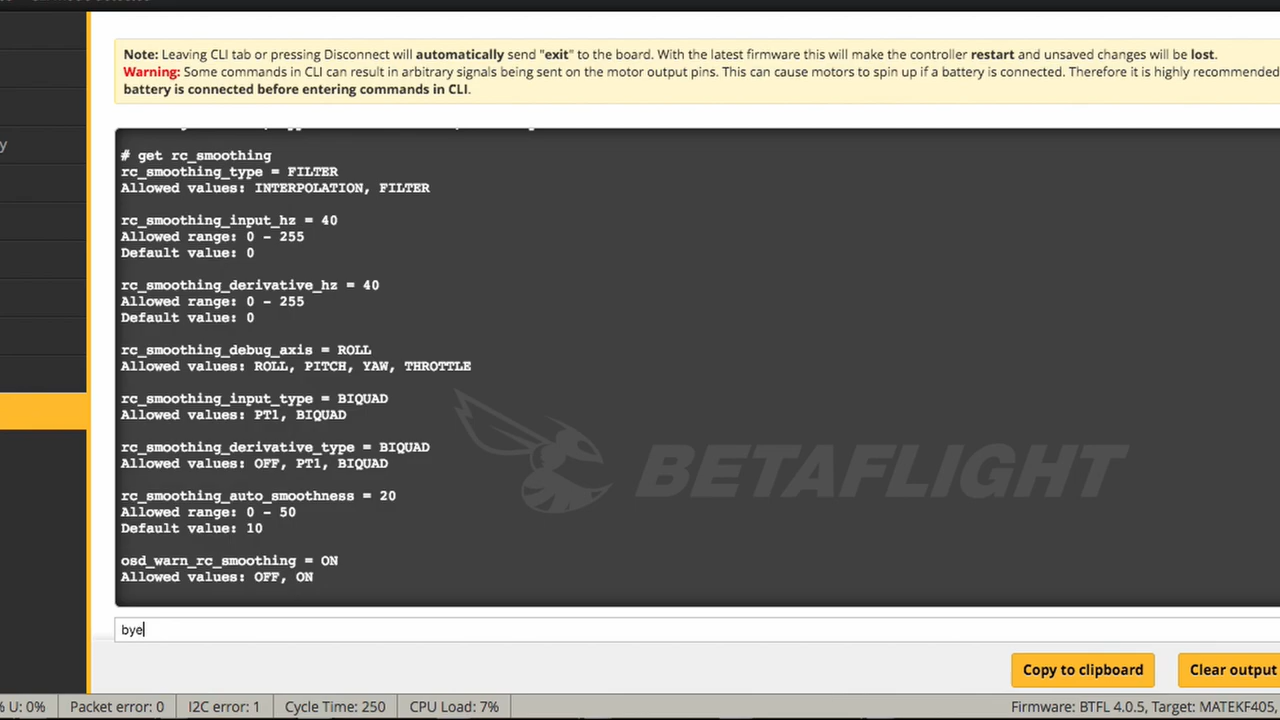 Note: Leaving CLI tab or pressing Disconnect will automatically send "exit" to the board. With the latest firmware this will make the controller restart and unsaved changes will be lost.
Warning: Some commands in CLI can result in arbitrary signals being sent on the motor output pins. This can cause motors to spin up if a battery is connected. Therefore it is highly recommended
battery is connected before entering commands in CLI.
y
# get rc_smoothing
rc_smoothing_type = FILTER
Allowed values: INTERPOLATION, FILTER
rc_smoothing_input_hz = 40
Allowed range: 0 - 255
Default value: 0
rc_smoothing_derivative_hz = 40
Allowed range: 0 - 255
Default value: 0
rc_smoothing_debug_axis = ROLL
Allowed values: ROLL, PITCH, YAW, THROTTLE
rc_smoothing_input_type = BIQUAD
Allowed values: PT1, BIQUAD
rc_smoothing_derivative_type = BIQUAD
Allowed values: OFF, PT1, BIQUAD
BETAFLIGHT
rc_smoothing_auto_smoothness = 20
Allowed range: 0 - 50
Default value: 10
osd_warn_rc_smoothing = ON
Allowed values: OFF, ON
bye
Copy to clipboard Clear output
% U: 0% Packet error: 0 I2C error: 1 Cycle Time: 250 CPU Load: 7% Firmware: BTFL 4.0.5, Target: MATEKF405,